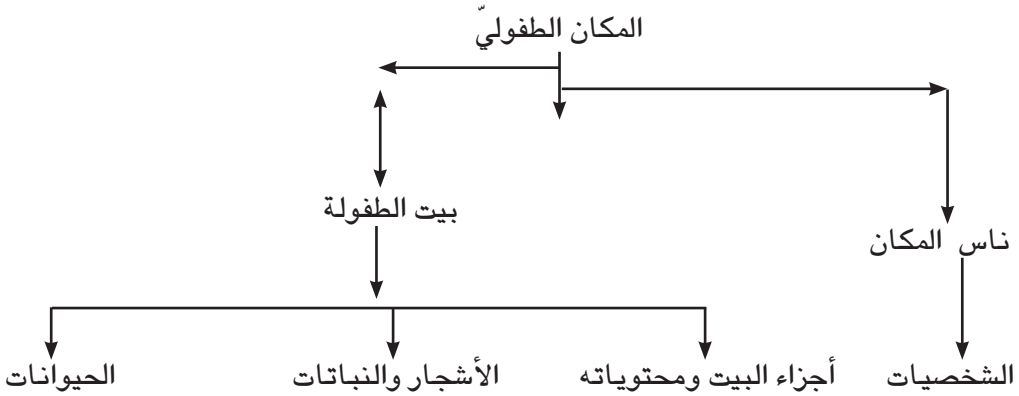 المكان الطفوليّ
بيت الطفولة
ناس المكان
الشخصيات
أجزاء البيت ومحتوياته
الأشجار والنباتات
الحيوانات